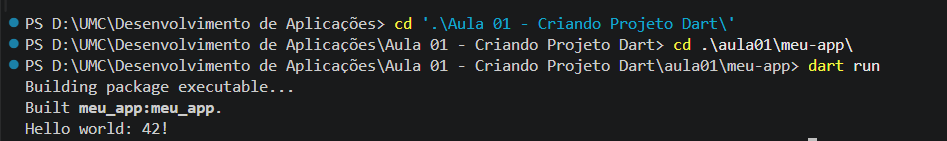 PS D:\UMC\Desenvolvimento de Aplicações> cd '.\Aula 01 - Criando Projeto Dart\'
PS D:\UMC\Desenvolvimento de Aplicações\Aula 01 - Criando Projeto Dart> cd .\aula01\meu-app\
PS D:\UMC\Desenvolvimento de Aplicações\Aula 01 - Criando Projeto Dart\aula01\meu-app> dart run
Building package executable...
Built meu_app:meu_app.
Hello world: 42!